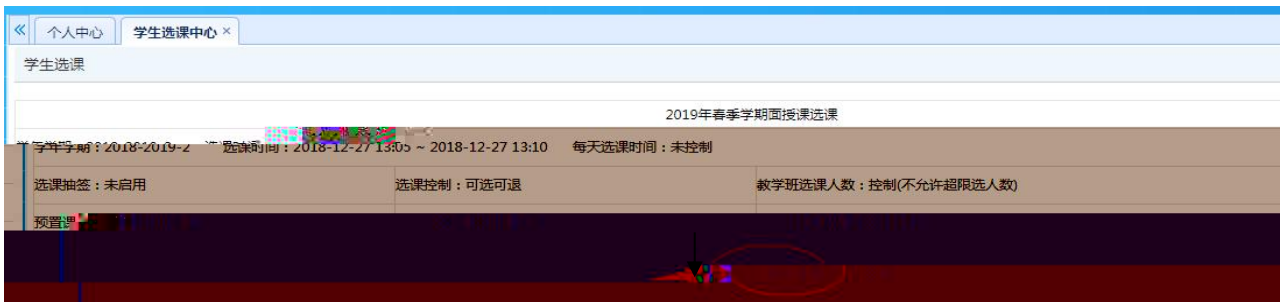 个人中心 学生选课中心 ×
学生选课
2019年春季学期面授课选课
学年学期：2018-2019-2 选课时间：2018-12-27 13:05 ~ 2018-12-27 13:10 每天选课时间：未控制
选课抽签：未启用 选课控制：可选可退 教学班选课人数：控制(不允许超限选人数)
预置课